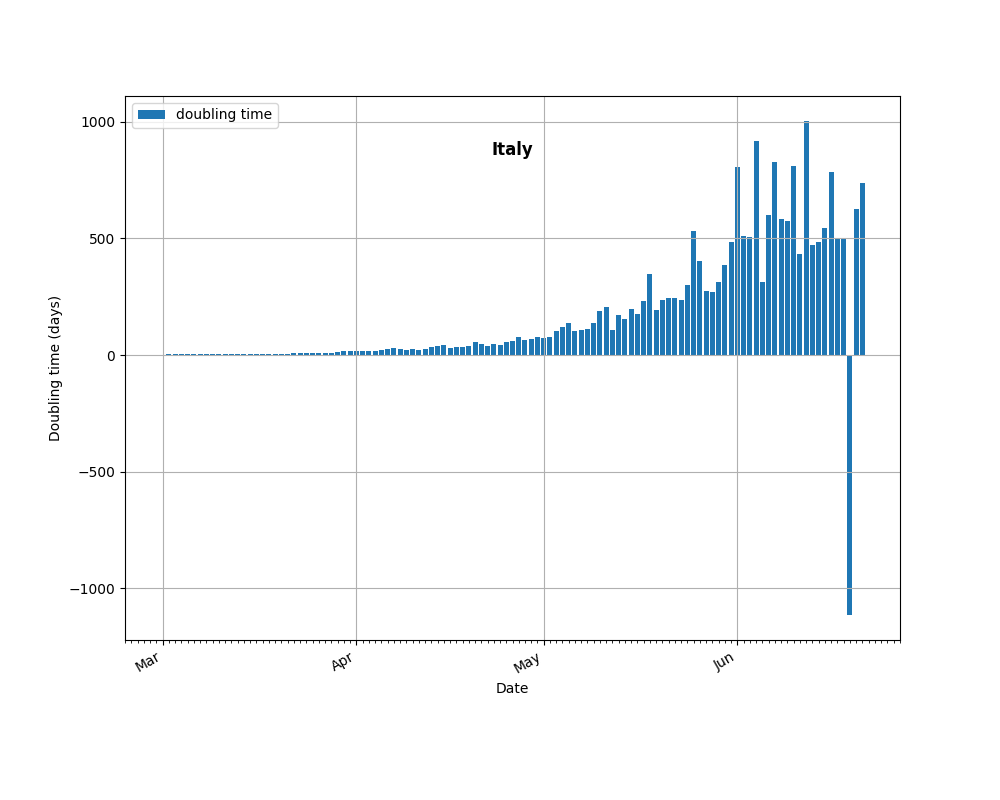 doubling time
Italy
Doubling time (days)
1000
500
0
−500
−1000
Mar
Apr
May
Jun
Date